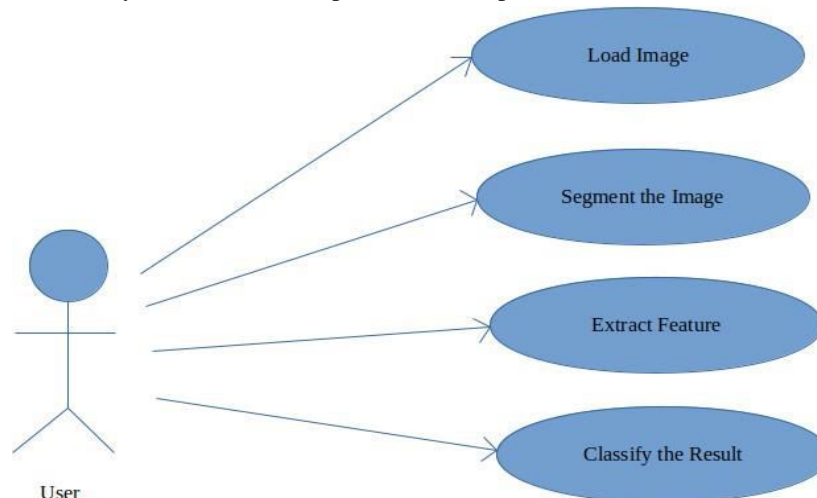 Load Image
Segment the Image
Extract Feature
Classify the Result
User